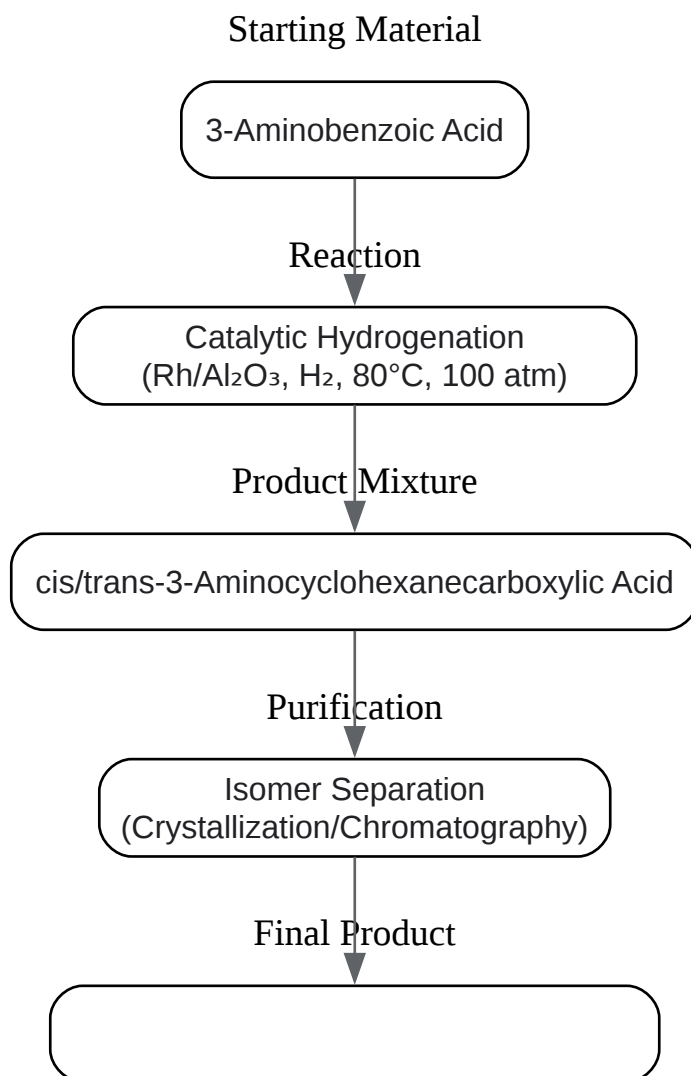 Starting Material
3-Aminobenzoic Acid
Reaction
Catalytic Hydrogenation
(Rh/Al₂O₃, H₂, 80°C, 100 atm)
Product Mixture
cis/trans-3-Aminocyclohexanecarboxylic Acid
Purification
Isomer Separation
(Crystallization/Chromatography)
Final Product